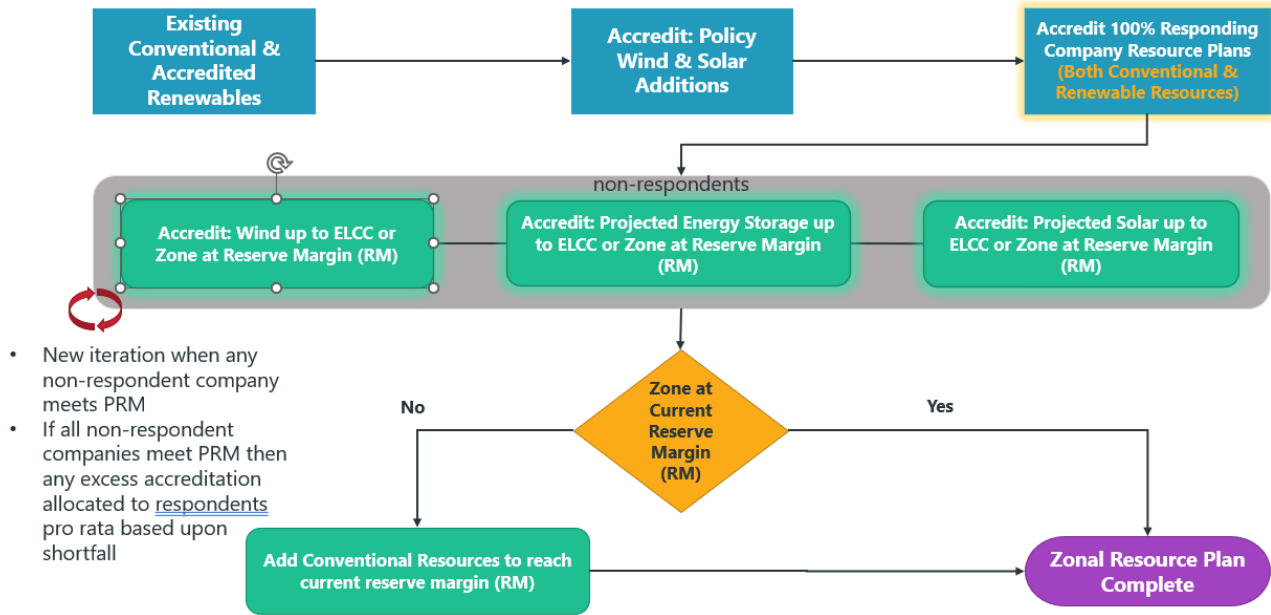 Existing
Conventional &
Accredited
Renewables
Accredit: Policy
Wind & Solar
Additions
Accredit 100% Responding
Company Resource Plans
(Both Conventional &
Renewable Resources)
non-respondents
Accredit: Wind up to ELCC or
Zone at Reserve Margin (RM)
Accredit: Projected Energy Storage up
to ELCC or Zone at Reserve Margin
(RM)
Accredit: Projected Solar up to
ELCC or Zone at Reserve Margin
(RM)
• New iteration when any
non-respondent company
meets PRM
• If all non-respondent
companies meet PRM then
any excess accreditation
allocated to respondents
pro rata based upon
shortfall
Zone at
Current
Reserve
Margin
(RM)
No
Yes
Add Conventional Resources to reach
current reserve margin (RM)
Zonal Resource Plan
Complete